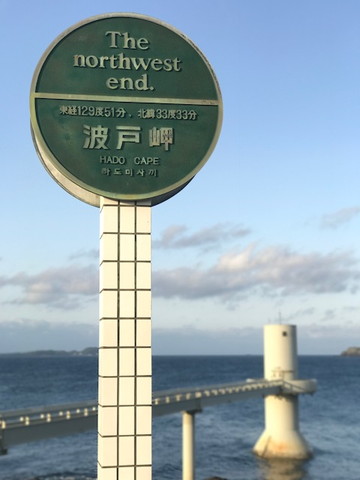 The
northwest
end.
東経129度51分、北緯33度33分
波戸岬
HADO CAPE
하도미사끼